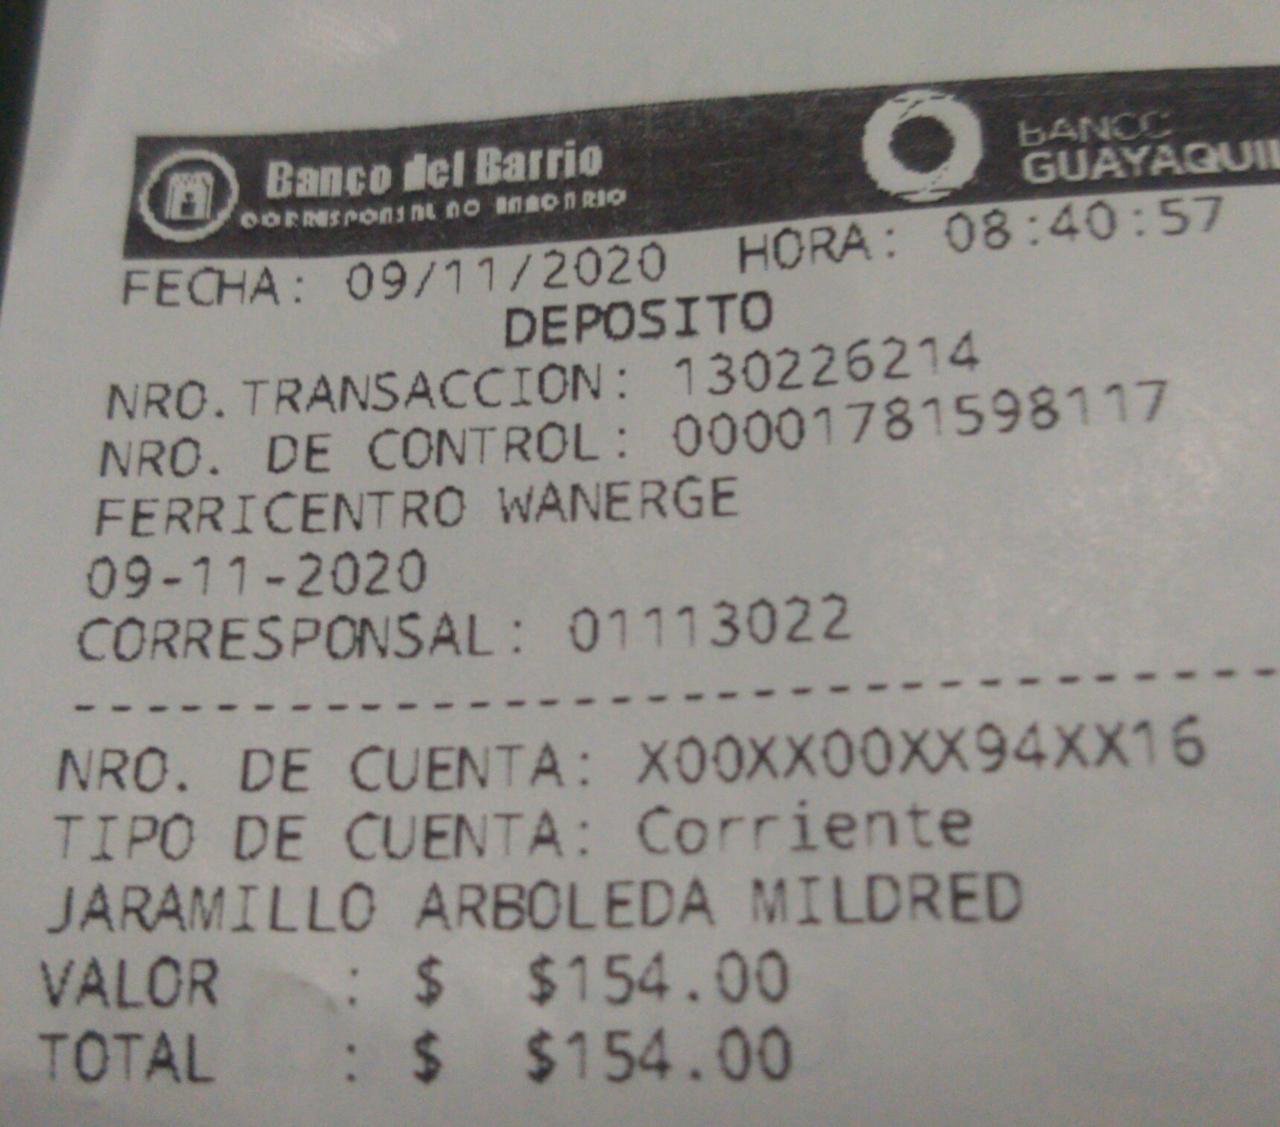 Banco del Barrio
CORRESPONSAL NO BANCARIO
BANCO
GUAYAQUIL
FECHA: 09/11/2020 HORA: 08:40:57
DEPOSITO
NRO.TRANSACCION: 130226214
NRO. DE CONTROL: 00001781598117
FERRICENTRO WANERGE
09-11-2020
CORRESPONSAL: 01113022
------------------------------------
NRO. DE CUENTA: X00XX00XX94XX16
TIPO DE CUENTA: Corriente
JARAMILLO ARBOLEDA MILDRED
VALOR : $ $154.00
TOTAL : $ $154.00